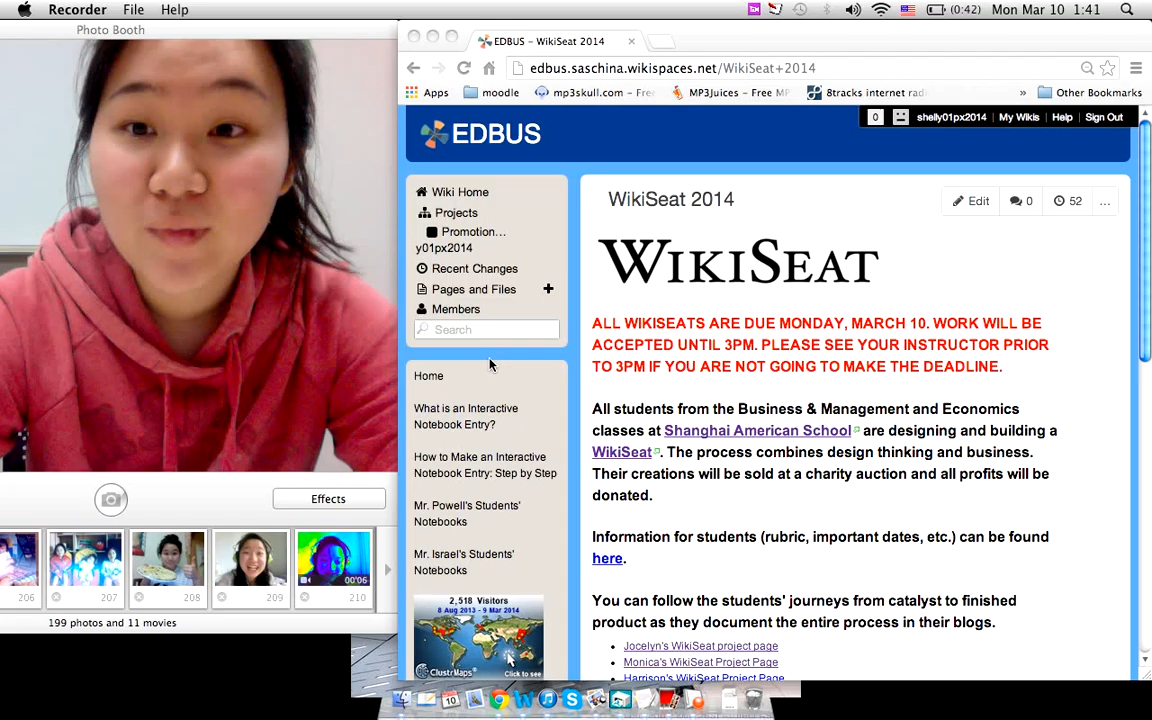 Recorder File Help
(0:42) Mon Mar 10 1:41
Photo Booth
EDBUS - WikiSeat 2014
edbus.saschina.wikispaces.net/WikiSeat+2014
Apps moodle mp3skull.com - Fre MP3Juices - Free MP 8tracks internet rad » Other Bookmarks
0 shelly01px2014 My Wikis Help Sign Out
EDBUS
Wiki Home
Projects
Promotion...
y01px2014
Recent Changes
Pages and Files +
Members
Search
Home
What is an Interactive
Notebook Entry?
How to Make an Interactive
Notebook Entry: Step by Step
Mr. Powell's Students'
Notebooks
Mr. Israel's Students'
Notebooks
2,518 Visitors
8 Aug 2013 - 9 Mar 2014
ClustrMaps Click to see
WikiSeat 2014
Edit 0 52 ...
WIKISEAT
ALL WIKISEATS ARE DUE MONDAY, MARCH 10. WORK WILL BE
ACCEPTED UNTIL 3PM. PLEASE SEE YOUR INSTRUCTOR PRIOR
TO 3PM IF YOU ARE NOT GOING TO MAKE THE DEADLINE.
All students from the Business & Management and Economics
classes at Shanghai American School are designing and building a
WikiSeat. The process combines design thinking and business.
Their creations will be sold at a charity auction and all profits will be
donated.
Information for students (rubric, important dates, etc.) can be found
here.
You can follow the students' journeys from catalyst to finished
product as they document the entire process in their blogs.
Jocelyn's WikiSeat project page
Monica's WikiSeat Project Page
Harrison's WikiSeat Project Page
Effects
206 207 208 209 00:06 210
199 photos and 11 movies
10